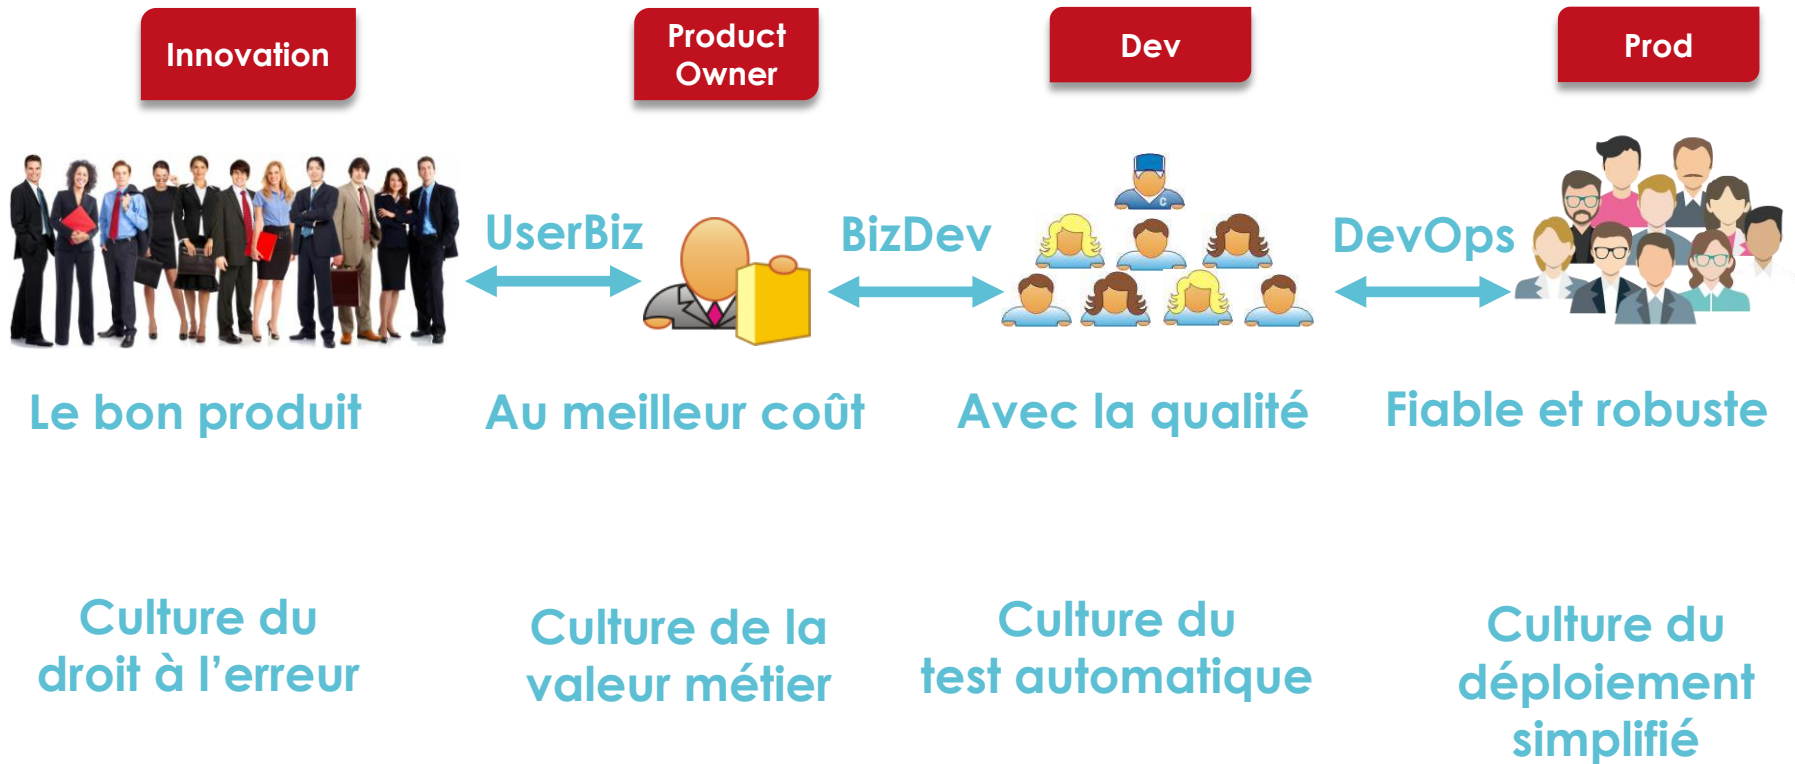 Innovation
Product
Owner
Dev
Prod
UserBiz
BizDev
DevOps
C
Le bon produit
Au meilleur coût
Avec la qualité
Fiable et robuste
Culture du
droit à l’erreur
Culture de la
valeur métier
Culture du
test automatique
Culture du
déploiement
simplifié